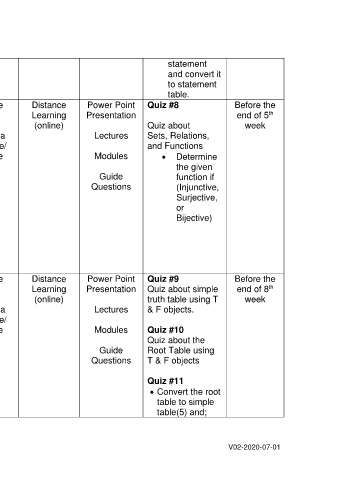 statement
and convert it
to statement
table.
e
a
e/
e
Distance
Learning
(online)
Power Point
Presentation
Lectures
Modules
Guide
Questions
Quiz #8
Quiz about
Sets, Relations,
and Functions
• Determine
the given
function if
(Injunctive,
Surjective,
or
Bijective)
Before the
end of 5th
week
e
a
e/
e
Distance
Learning
(online)
Power Point
Presentation
Lectures
Modules
Guide
Questions
Quiz #9
Quiz about simple
truth table using T
& F objects.
Quiz #10
Quiz about the
Root Table using
T & F objects
Quiz #11
• Convert the root
table to simple
table(5) and;
Before the
end of 8th
week
V02-2020-07-01